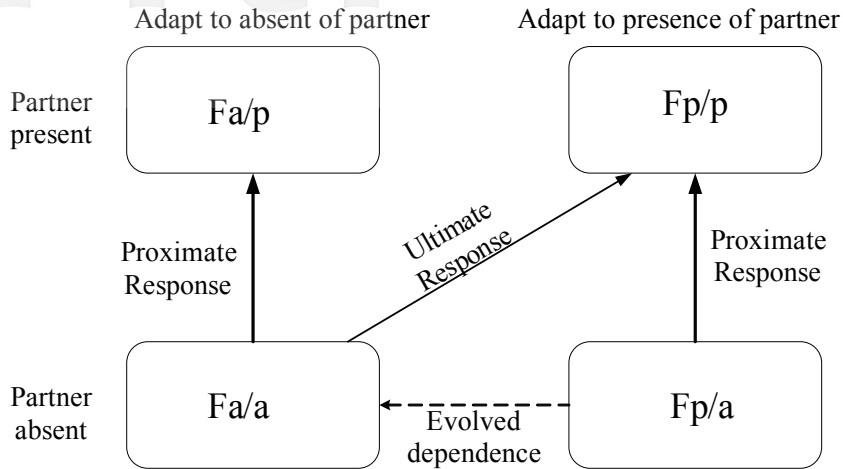 Adapt to absent of partner
Adapt to presence of partner
Partner
present
Fa/p
Fp/p
Proximate
Response
Ultimate
Response
Proximate
Response
Partner
absent
Fa/a
Evolved
dependence
Fp/a